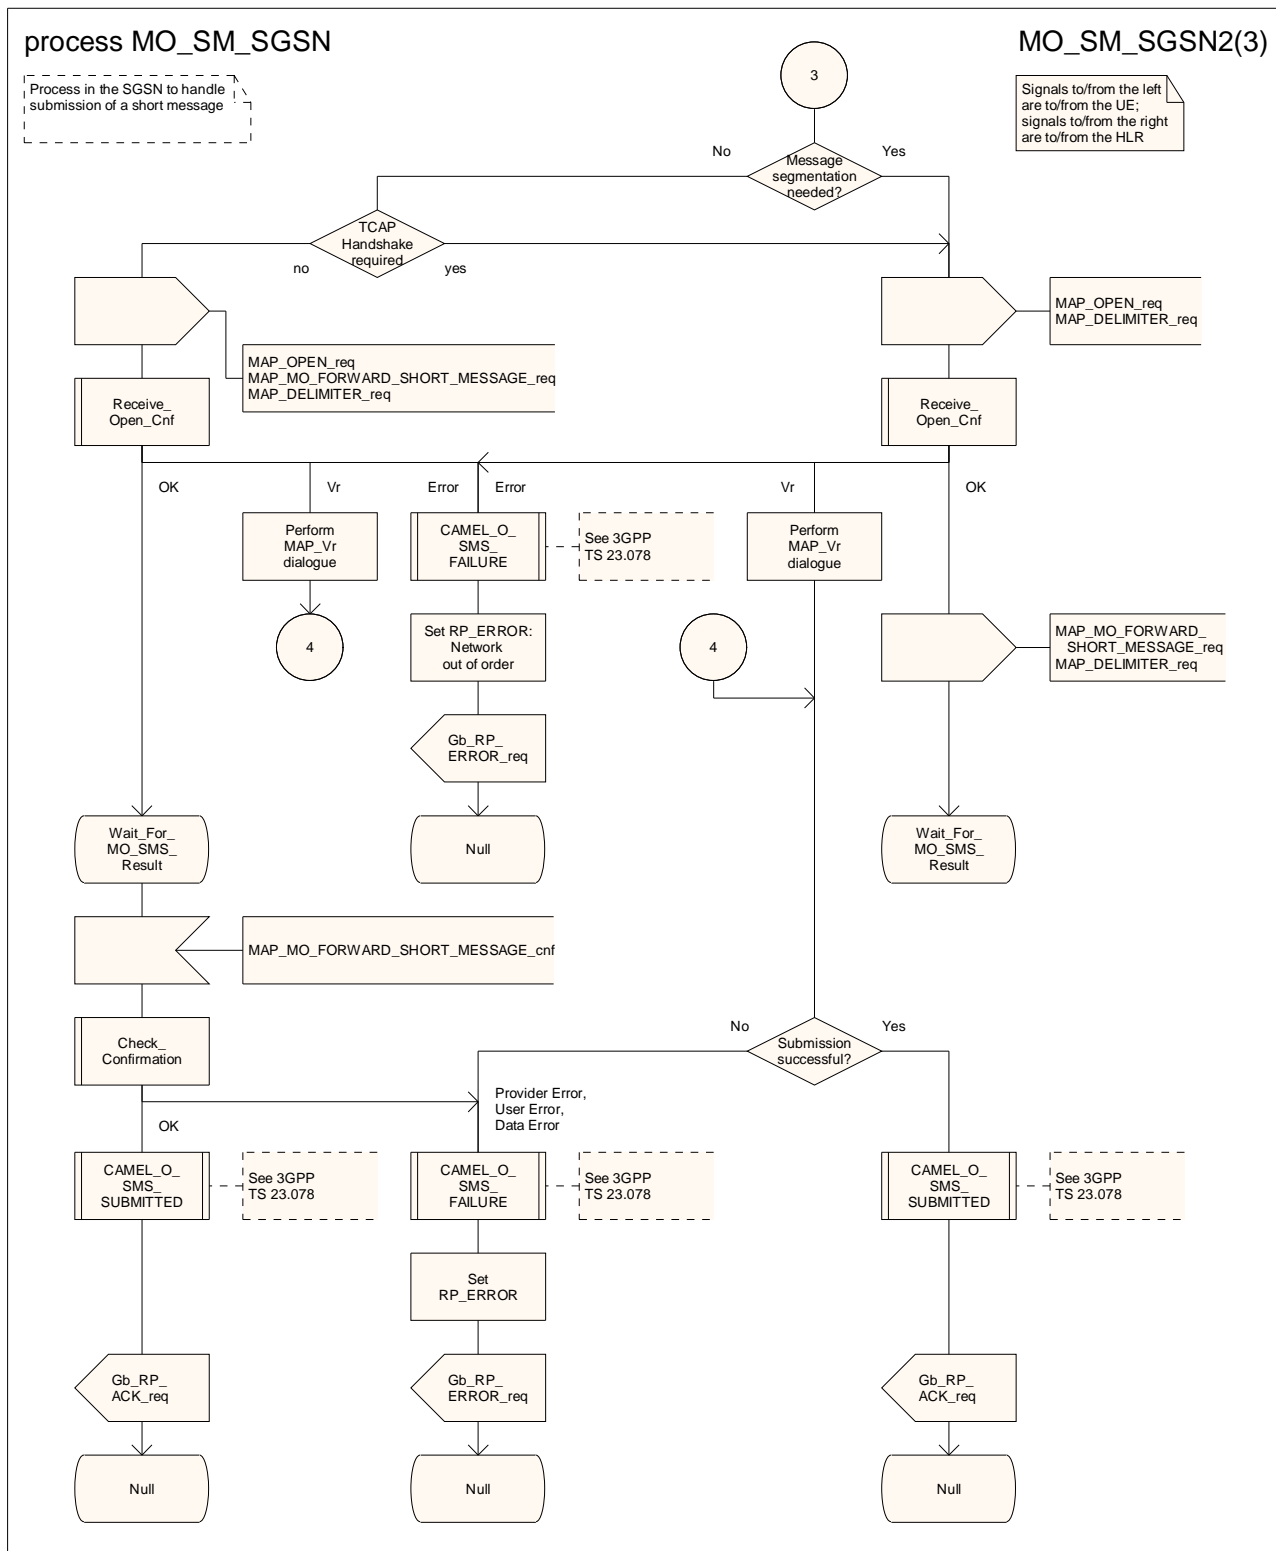 process MO_SM_SGSN
MO_SM_SGSN2(3)
Process in the SGSN to handle
submission of a short message
3
Signals to/from the left
are to/from the UE;
signals to/from the right
are to/from the HLR
No
Message
segmentation
needed?
Yes
TCAP
Handshake
required
no
yes
MAP_OPEN_req
MAP_DELIMITER_req
MAP_OPEN_req
MAP_MO_FORWARD_SHORT_MESSAGE_req
MAP_DELIMITER_req
Receive_
Open_Cnf
Receive_
Open_Cnf
OK
Vr
Error
Error
Vr
OK
Perform
MAP_Vr
dialogue
CAMEL_O_
SMS_
FAILURE
See 3GPP
TS 23.078
Perform
MAP_Vr
dialogue
4
Set RP_ERROR:
Network
out of order
4
MAP_MO_FORWARD_
SHORT_MESSAGE_req
MAP_DELIMITER_req
Gb_RP_
ERROR_req
Wait_For_
MO_SMS_
Result
Null
Wait_For_
MO_SMS_
Result
MAP_MO_FORWARD_SHORT_MESSAGE_cnf
Check_
Confirmation
No
Submission
successful?
Yes
Provider Error,
User Error,
Data Error
OK
CAMEL_O_
SMS_
SUBMITTED
See 3GPP
TS 23.078
CAMEL_O_
SMS_
FAILURE
See 3GPP
TS 23.078
CAMEL_O_
SMS_
SUBMITTED
See 3GPP
TS 23.078
Set
RP_ERROR
Gb_RP_
ACK_req
Gb_RP_
ERROR_req
Gb_RP_
ACK_req
Null
Null
Null